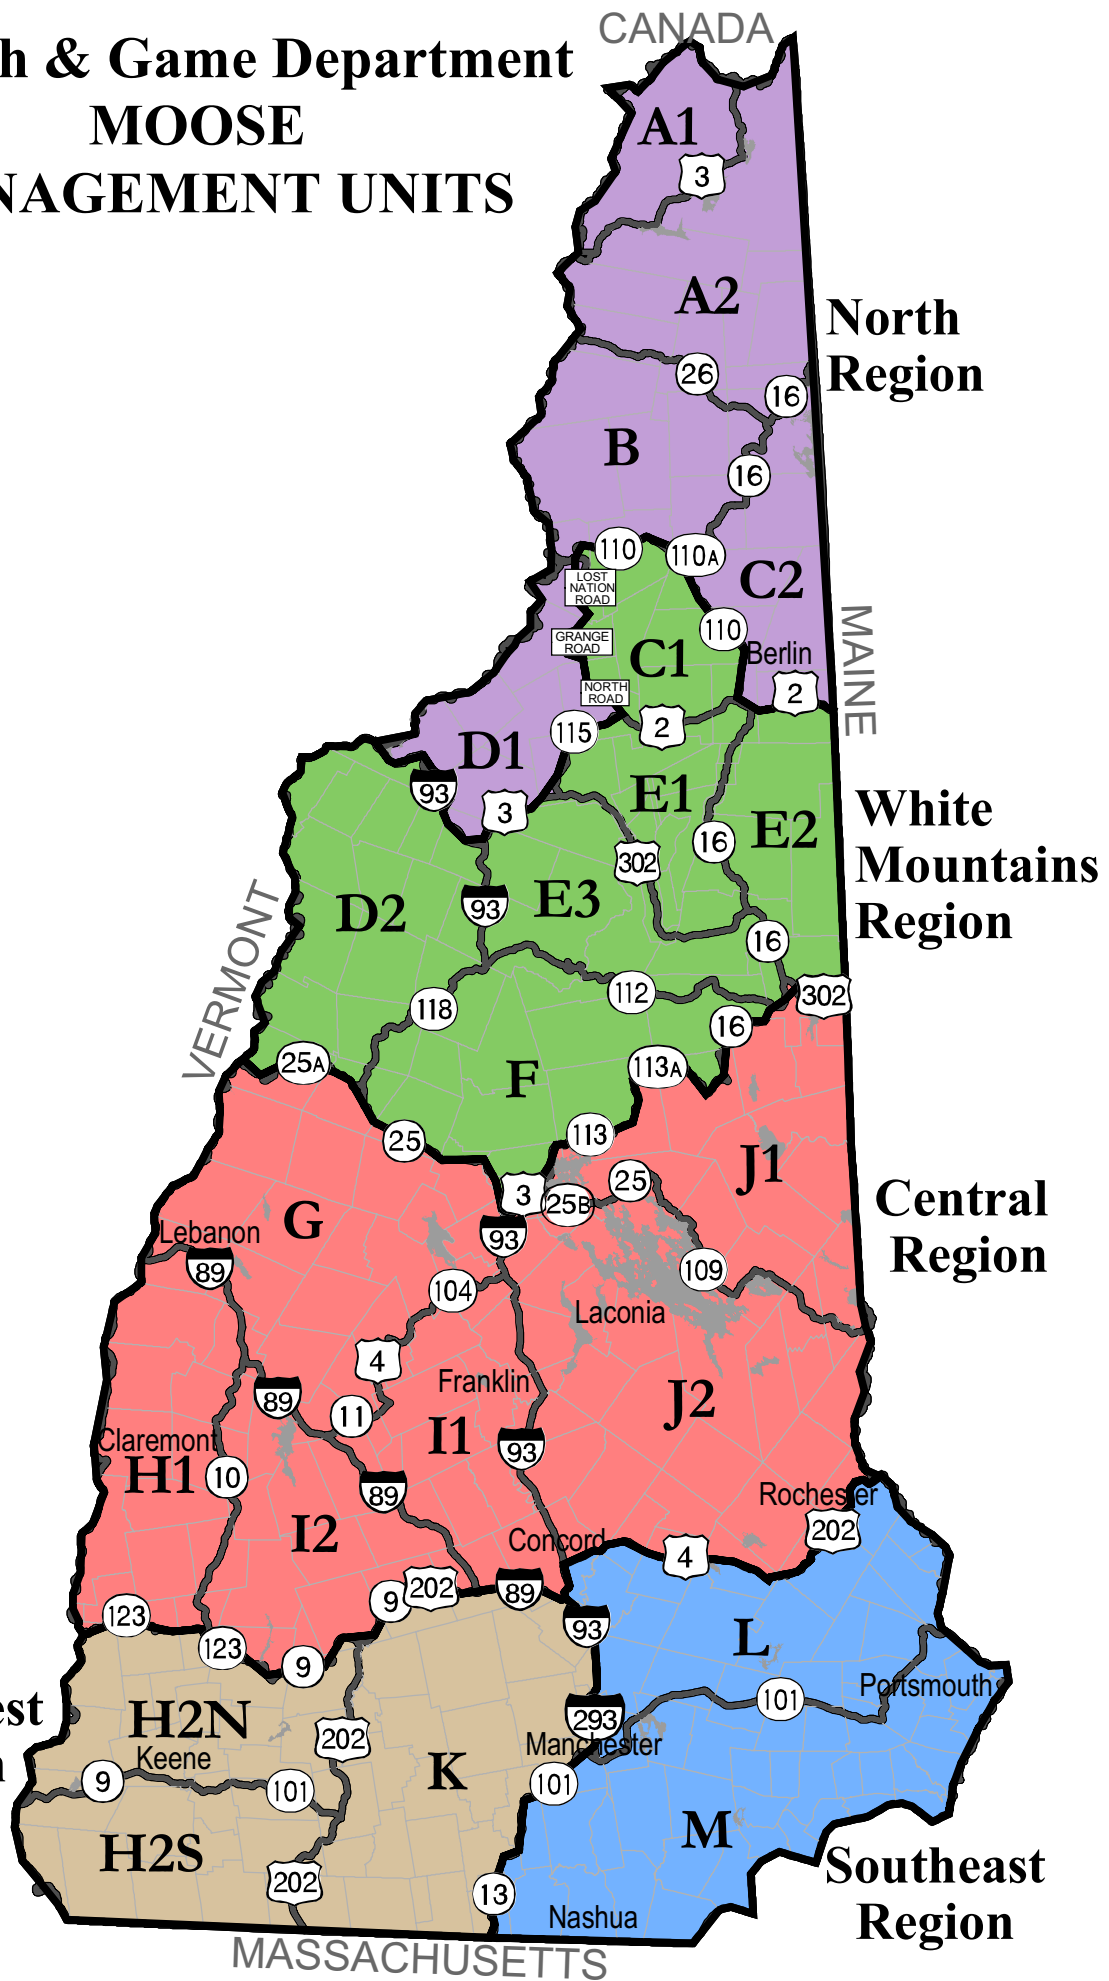 CANADA
h & Game Department
MOOSE
NAGEMENT UNITS
A1
3
A2
North
Region
26
16
B
16
110
110A
LOST
NATION
ROAD
C2
MAINE
110
GRANGE
ROAD
C1
Berlin
NORTH
ROAD
2
2
115
D1
93
E1
3
White
Mountains
Region
E2
16
302
D2
E3
93
VERMONT
16
112
302
118
16
25A
F
113A
113
25
J1
25
3
25B
Central
Region
G
Lebanon
93
89
109
104
Laconia
4
Franklin
89
11
J2
I1
Claremont
H1
93
10
89
Rochester
I2
202
Concord
4
202
89
9
123
93
L
123
9
Portsmouth
101
est
n
H2N
293
202
Manchester
Keene
K
9
101
101
M
H2S
Southeast
Region
202
13
Nashua
MASSACHUSETTS